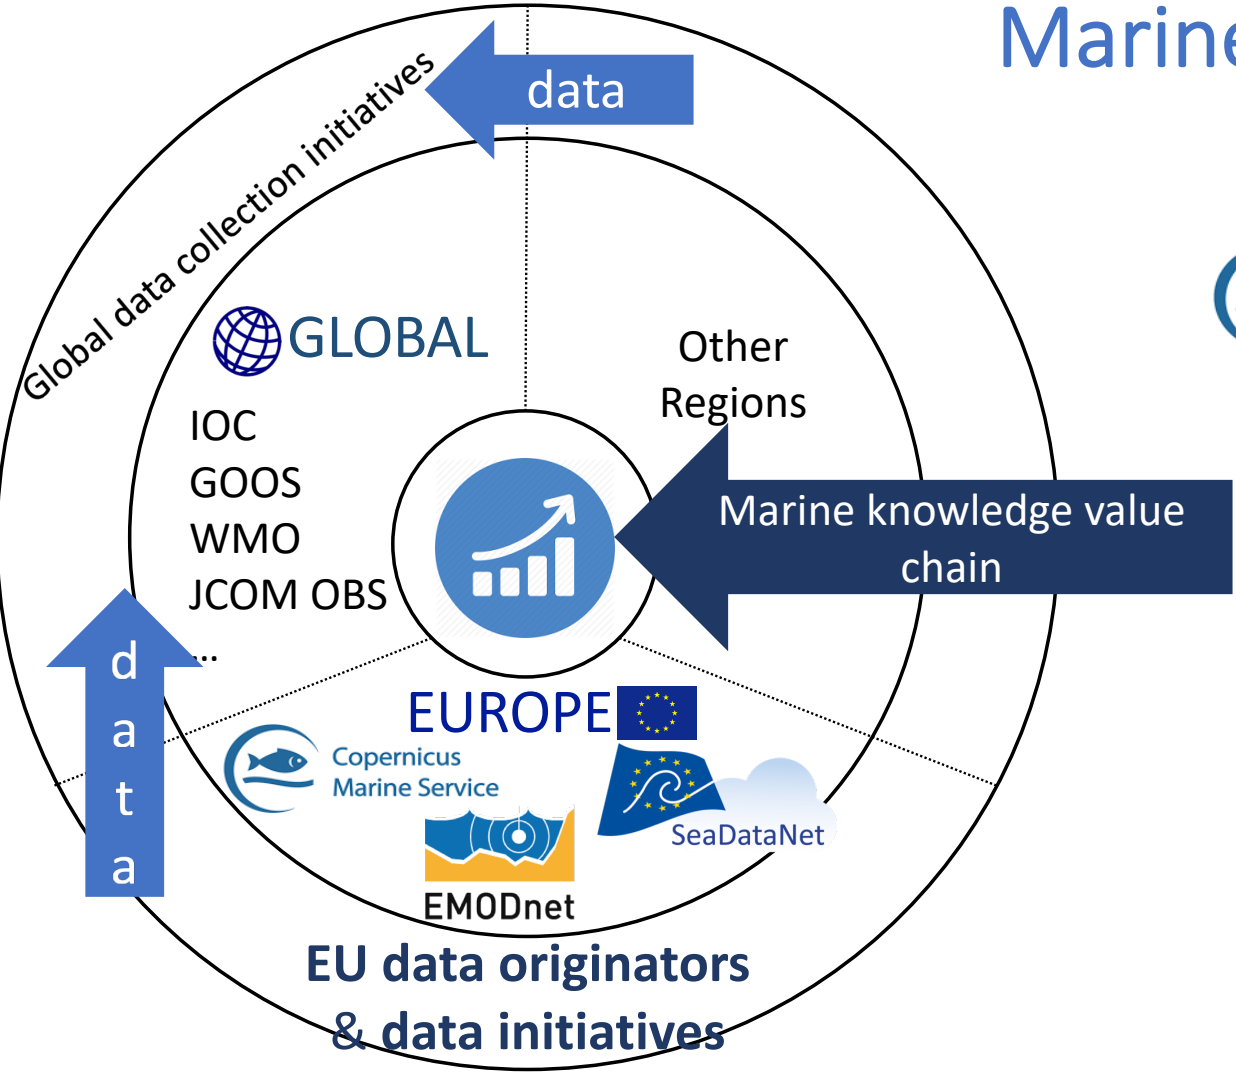 Marine
data
Global data collection initiatives
GLOBAL
Other
Regions
IOC
GOOS
WMO
JCOM OBS
...
Marine knowledge value
chain
data
EUROPE
Copernicus
Marine Service
SeaDataNet
EMODnet
EU data originators
& data initiatives